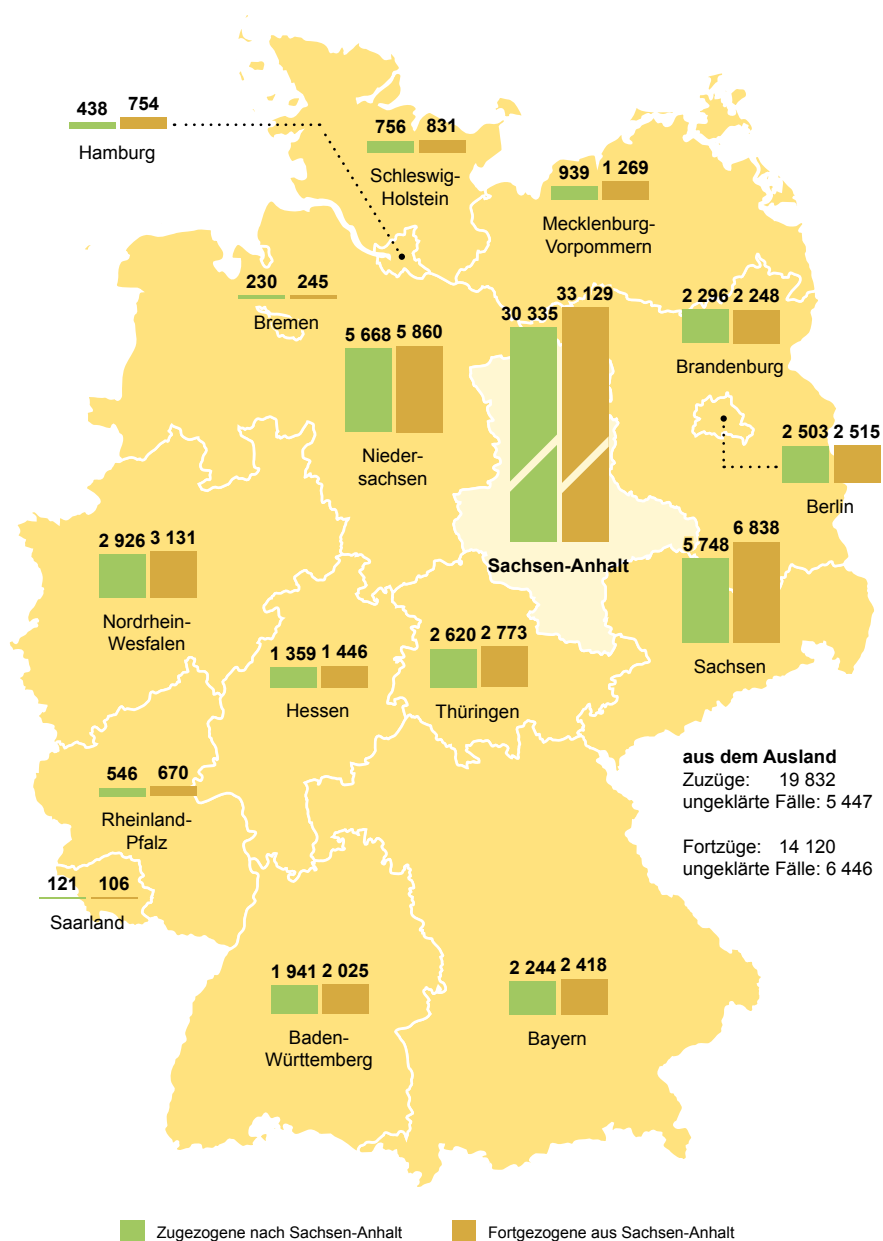 438 754
Hamburg
756 831
Schleswig-
Holstein
939 1 269
Mecklenburg-
Vorpommern
230 245
Bremen
5 668 5 860
Nieder-
sachsen
30 335 33 129
Sachsen-Anhalt
2 296 2 248
Brandenburg
2 503 2 515
Berlin
2 926 3 131
Nordrhein-
Westfalen
1 359 1 446
Hessen
2 620 2 773
Thüringen
5 748 6 838
Sachsen
546 670
Rheinland-
Pfalz
121 106
Saarland
aus dem Ausland
Zuzüge: 19 832
ungeklärte Fälle: 5 447
Fortzüge: 14 120
ungeklärte Fälle: 6 446
1 941 2 025
Baden-
Württemberg
2 244 2 418
Bayern
Zugezogene nach Sachsen-Anhalt
Fortgezogene aus Sachsen-Anhalt